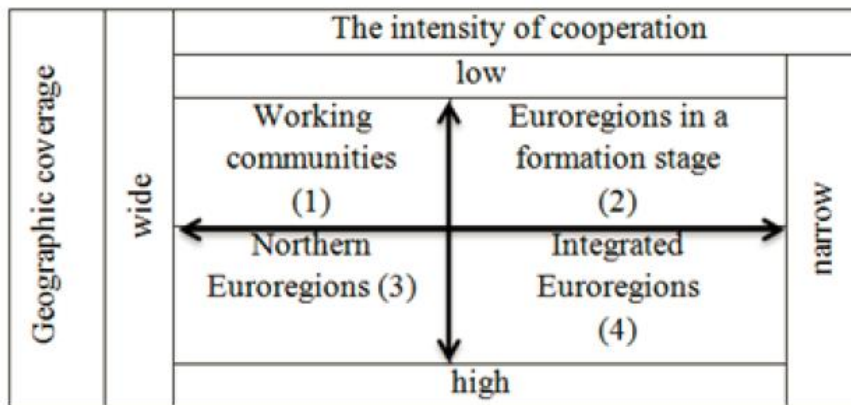 The intensity of cooperation
low
Geographic coverage
wide
Working
communities
(1)
Euroregions in a
formation stage
(2)
narrow
Northern
Euroregions (3)
Integrated
Euroregions
(4)
high